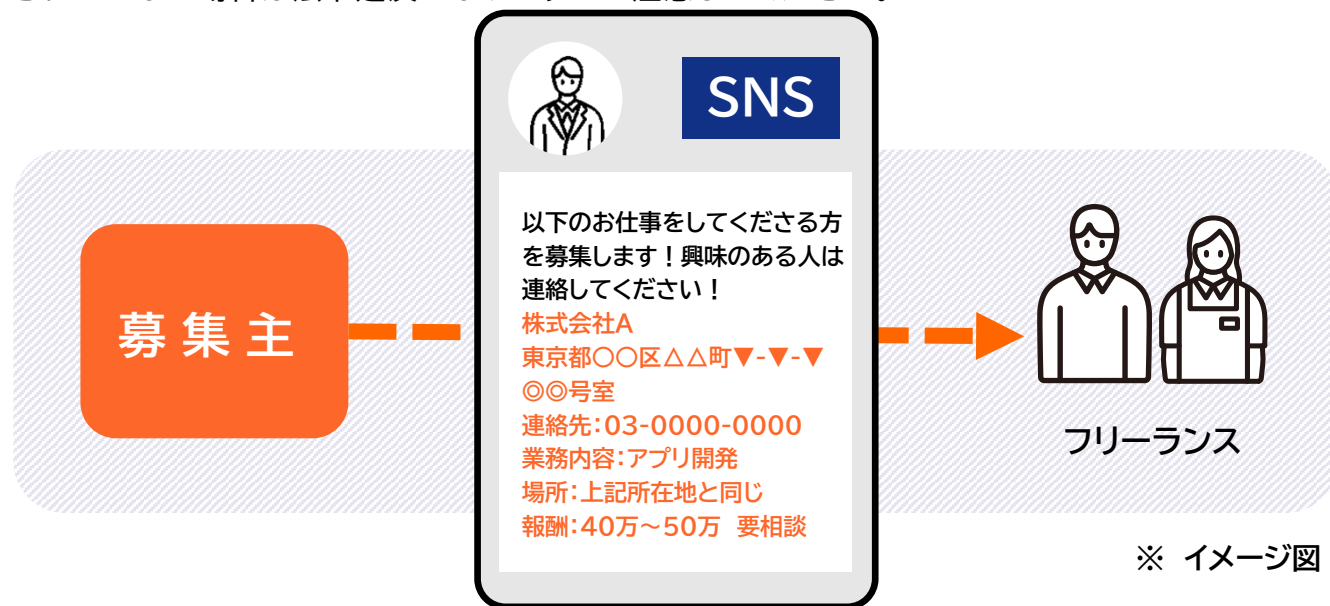 SNS
以下のお仕事をしてくださる方
を募集します！興味のある人は
連絡してください！
株式会社A
東京都〇〇区△△町▼-▼-▼
◎◎号室
連絡先：03-0000-0000
業務内容：アプリ開発
場所：上記所在地と同じ
報酬：40万～50万 要相談
募集主
フリーランス
※ イメージ図